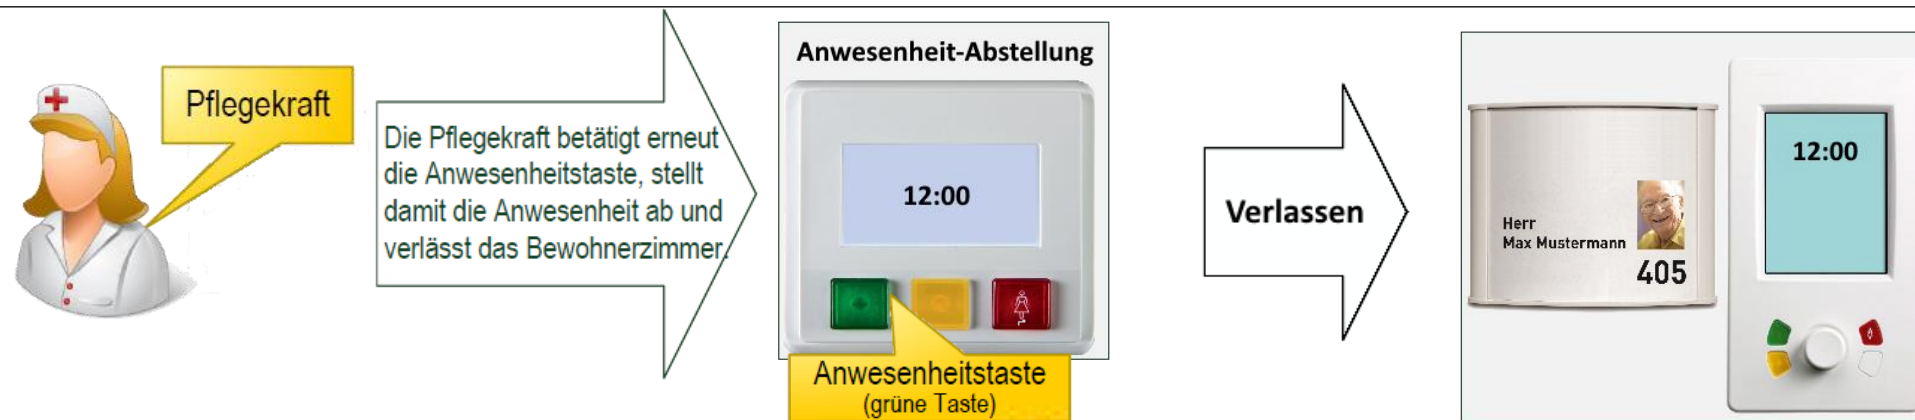 Pflegekraft
Die Pflegekraft betätigt erneut
die Anwesenheitstaste, stellt
damit die Anwesenheit ab und
verlässt das Bewohnerzimmer.
Anwesenheit-Abstellung
12:00
Anwesenheitstaste
(grüne Taste)
Verlassen
Herr
Max Mustermann
405
12:00